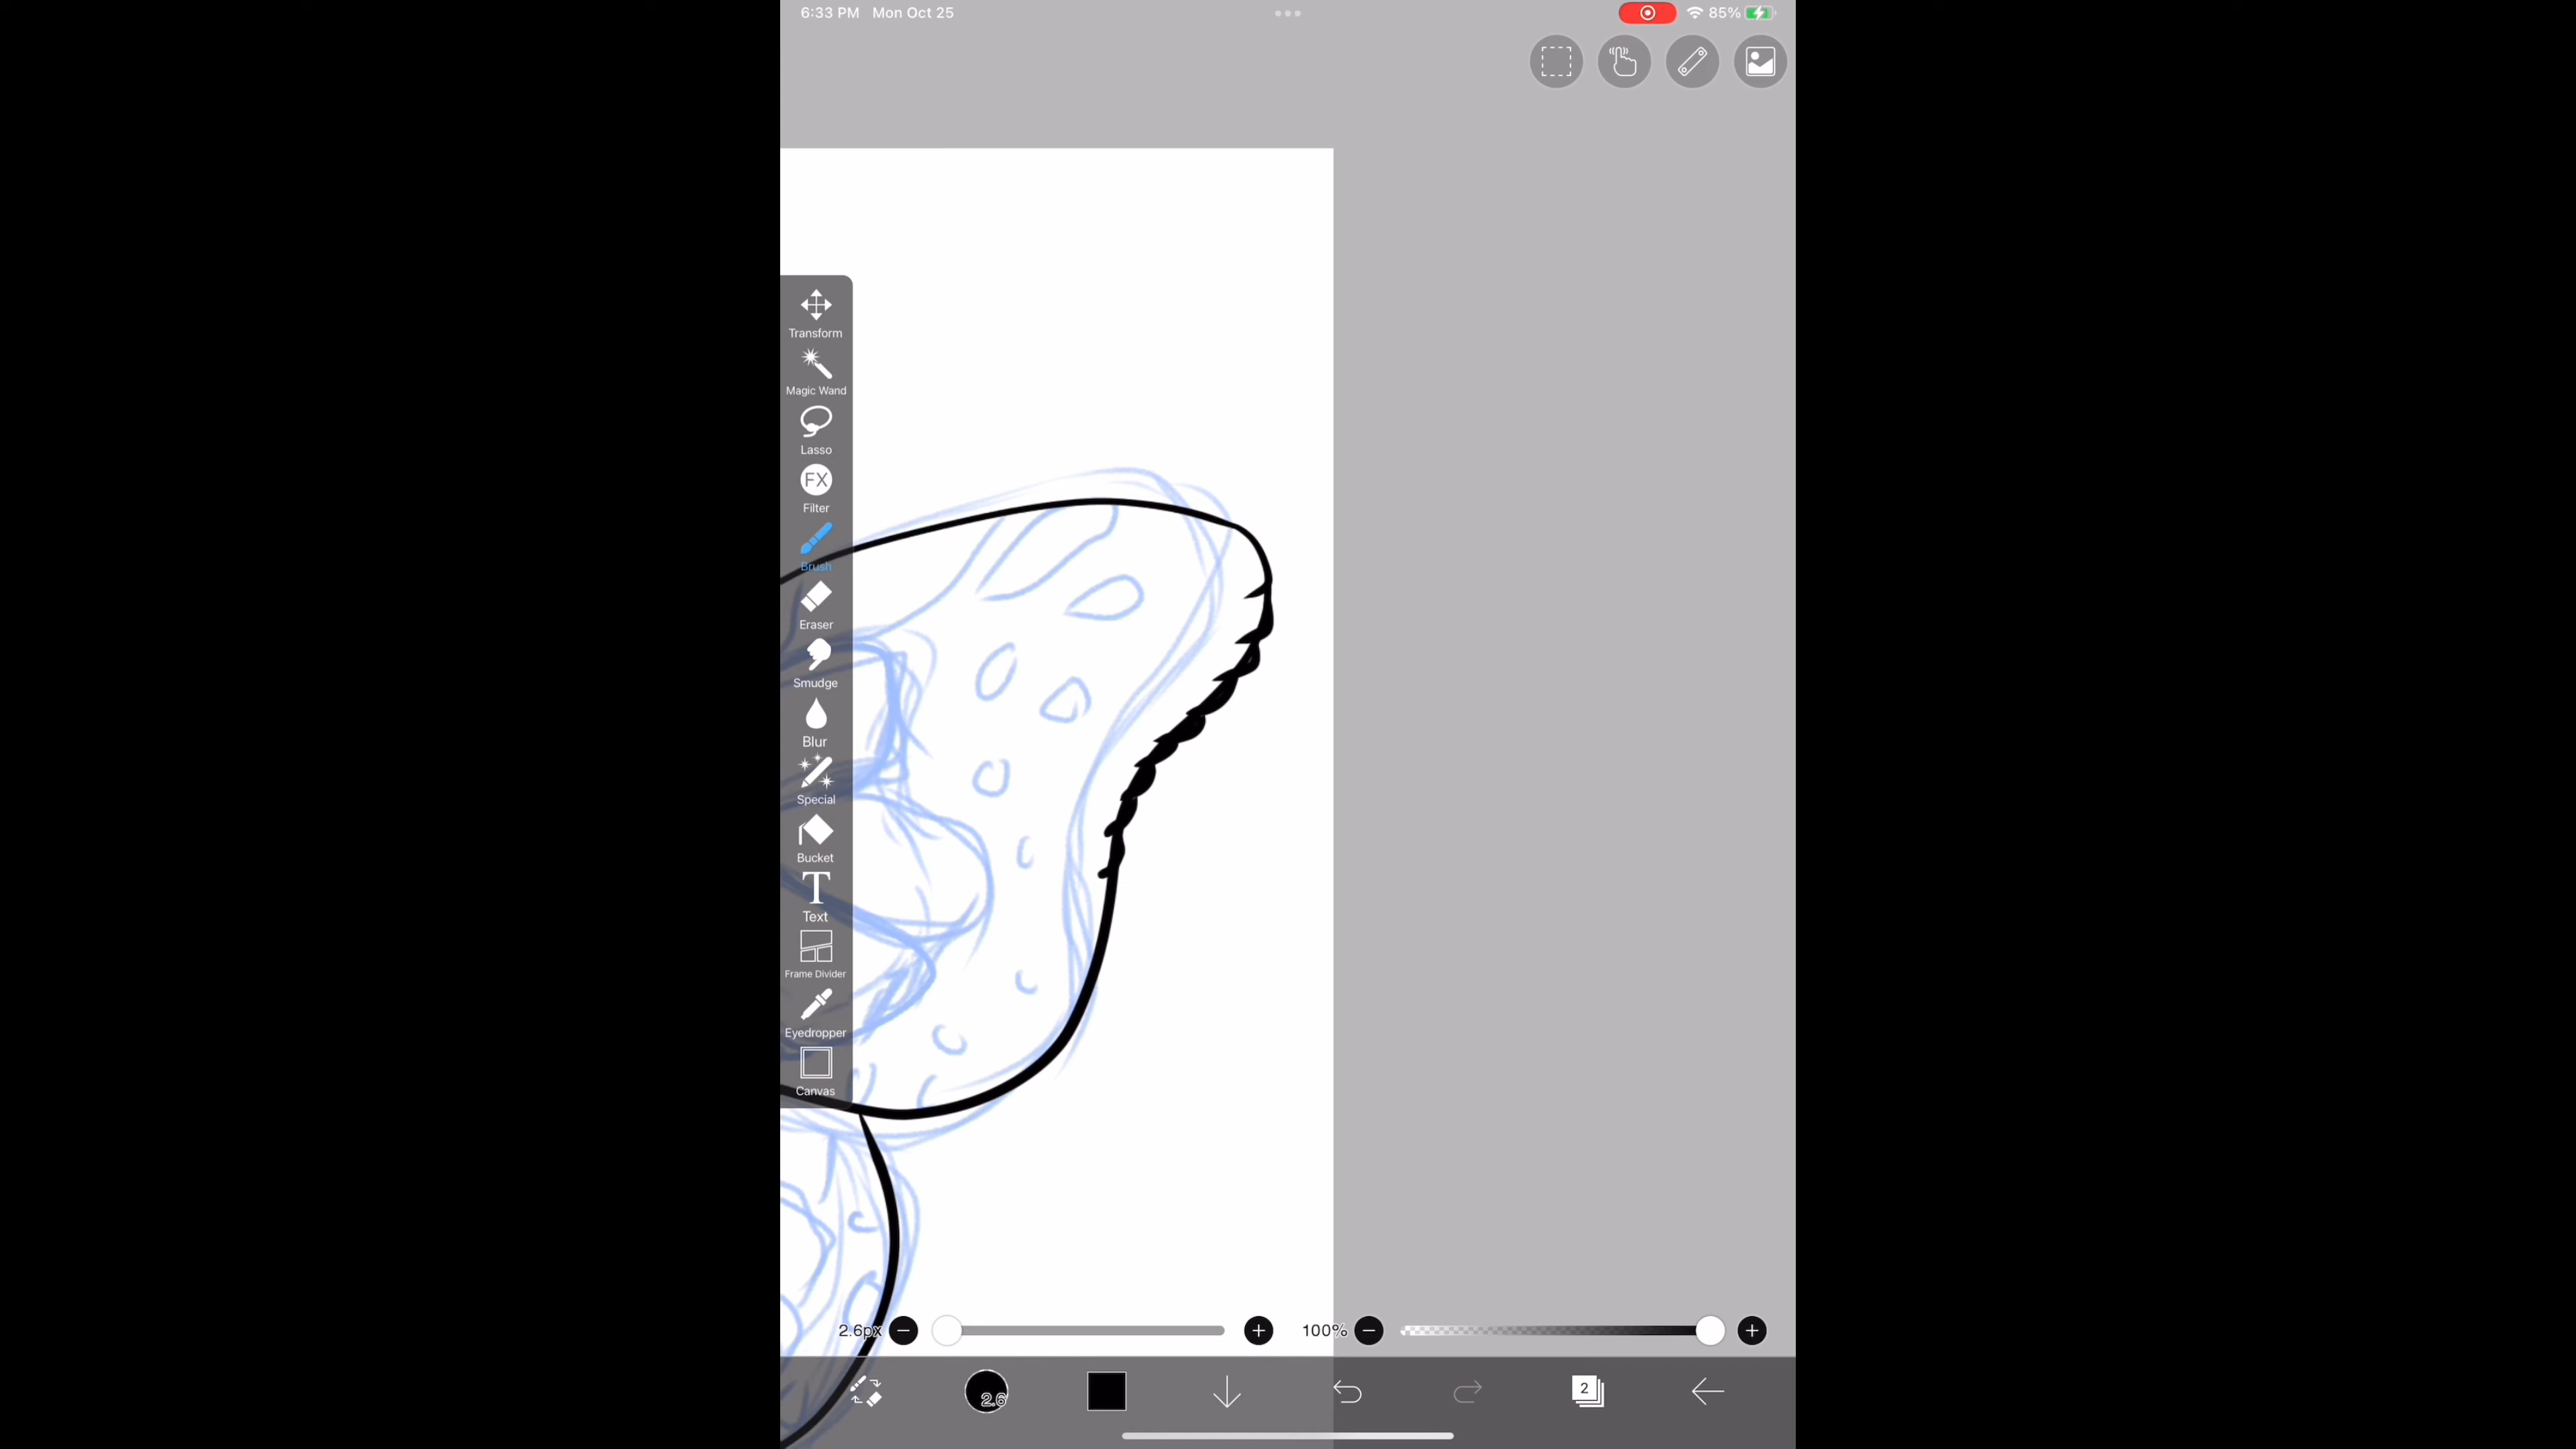 6:33 PM Mon Oct 25
85%
Transform
Magic Wand
Lasso
FX
Filter
Brush
Eraser
Smudge
Blur
Special
Bucket
T
Text
Frame Divider
Eyedropper
Canvas
2.6px
100%
2.6
2